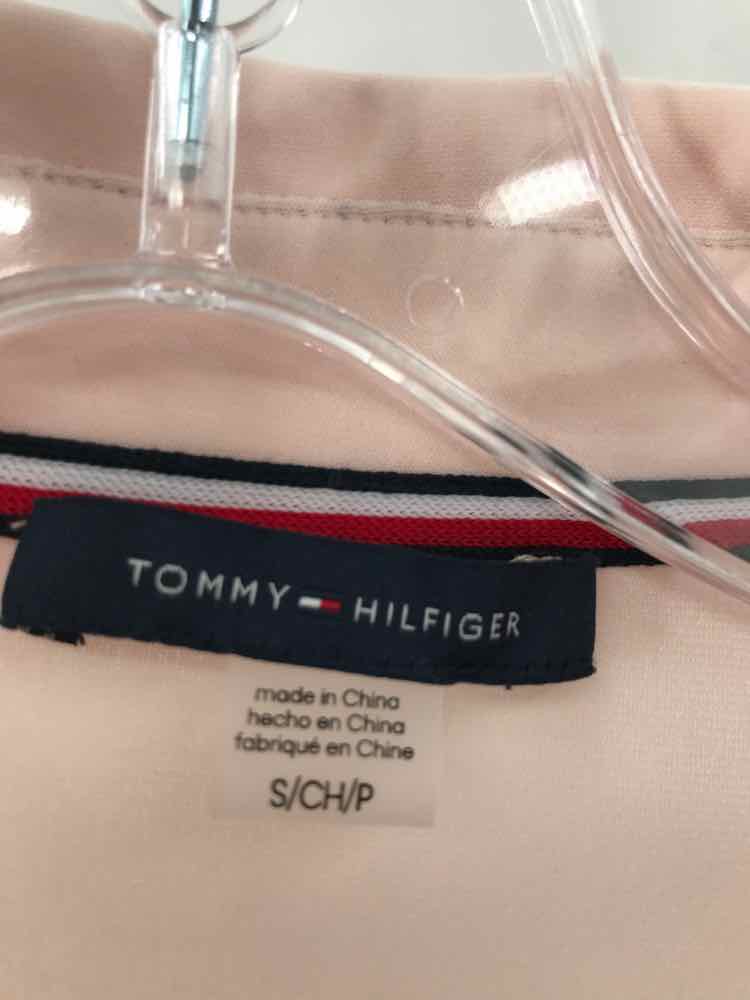 TOMMY HILFIGER
made in China
hecho en China
fabriqué en Chine
S/CH/P